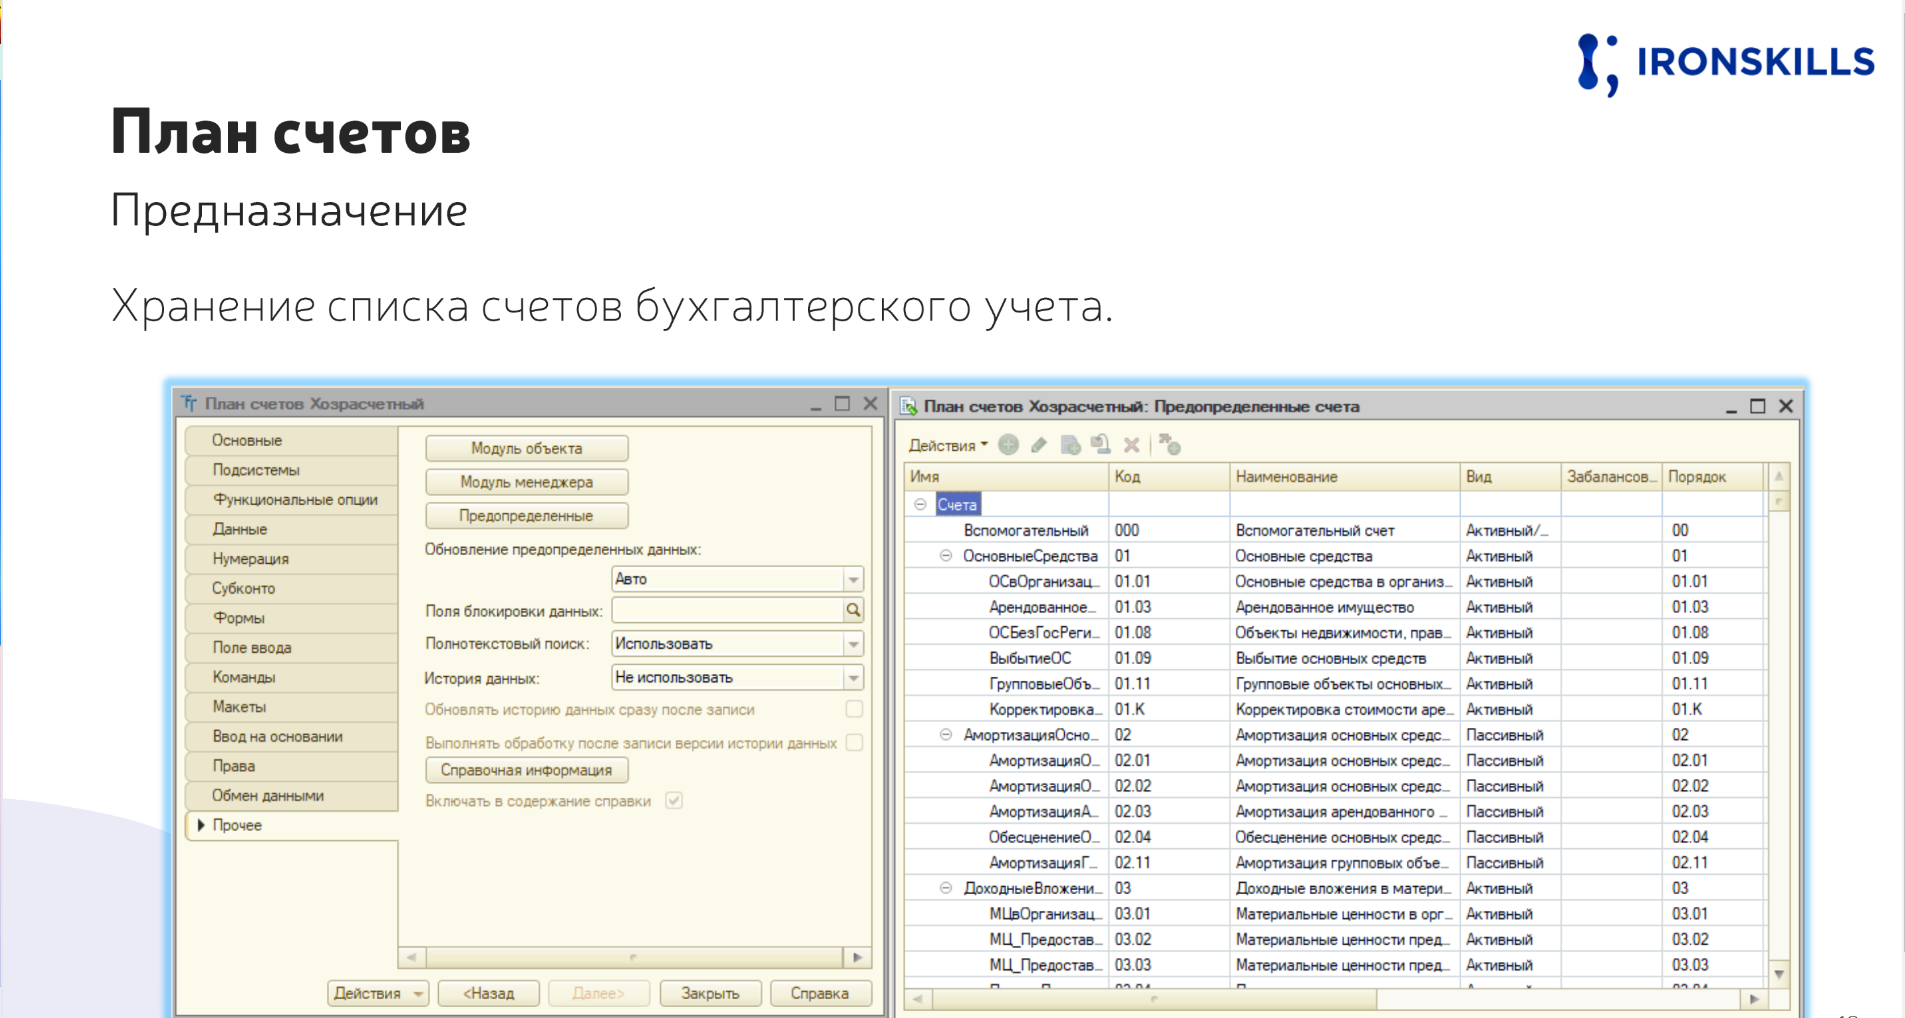 IRONSKILLS
План счетов
Предназначение
Хранение списка счетов бухгалтерского учета.
План счетов Хозрасчетный
Основные
Подсистемы
Функциональные опции
Данные
Нумерация
Субконто
Формы
Поле ввода
Команды
Макеты
Ввод на основании
Права
Обмен данными
Прочее
Модуль объекта
Модуль менеджера
Предопределенные
Обновление предопределенных данных:
Авто
Поля блокировки данных:
Полнотекстовый поиск: Использовать
История данных: Не использовать
Обновлять историю данных сразу после записи
Выполнять обработку после записи версии истории данных
Справочная информация
Включать в содержание справки
Действия <Назад Далее> Закрыть Справка
План счетов Хозрасчетный: Предопределенные счета
Действия
Имя Код Наименование Вид Забалансов... Порядок
Счета
Вспомогательный 000 Вспомогательный счет Активный/... 00
ОсновныеСредства 01 Основные средства Активный 01
ОСвОрганизац... 01.01 Основные средства в организ... Активный 01.01
Арендованное... 01.03 Арендованное имущество Активный 01.03
ОСБезГосРеги... 01.08 Объекты недвижимости, прав... Активный 01.08
ВыбытиеОС 01.09 Выбытие основных средств Активный 01.09
ГрупповыеОбъ... 01.11 Групповые объекты основных... Активный 01.11
Корректировка... 01.К Корректировка стоимости аре... Активный 01.К
АмортизацияОсно... 02 Амортизация основных средс... Пассивный 02
АмортизацияО... 02.01 Амортизация основных средс... Пассивный 02.01
АмортизацияО... 02.02 Амортизация основных средс... Пассивный 02.02
АмортизацияА... 02.03 Амортизация арендованного ... Пассивный 02.03
ОбесценениеО... 02.04 Обесценение основных средс... Пассивный 02.04
АмортизацияГ... 02.11 Амортизация групповых объе... Пассивный 02.11
ДоходныеВложени... 03 Доходные вложения в матери... Активный 03
МЦвОрганизац... 03.01 Материальные ценности в орг... Активный 03.01
МЦ_Предостав... 03.02 Материальные ценности пред... Активный 03.02
МЦ_Предостав... 03.03 Материальные ценности пред... Активный 03.03